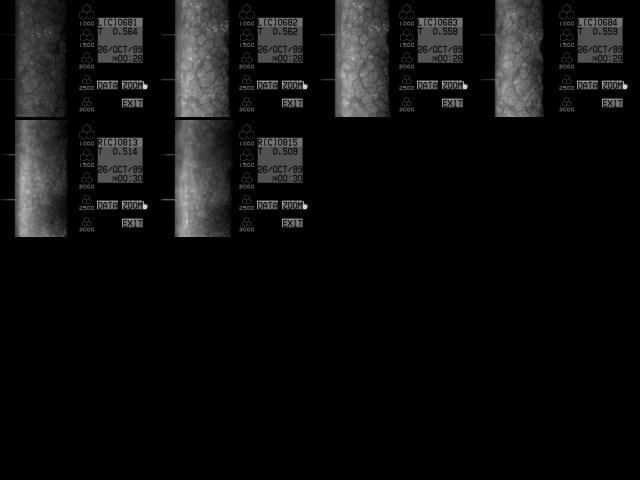 L(C)0681
T 0.564
26/OCT/99
PM00:28
1000
1500
2000
2500
3000
DATA ZOOM
EXIT
L(C)0682
T 0.562
26/OCT/99
PM00:28
1000
1500
2000
2500
3000
DATA ZOOM
EXIT
L(C)0683
T 0.558
26/OCT/99
PM00:28
1000
1500
2000
2500
3000
DATA ZOOM
EXIT
L(C)0684
T 0.559
26/OCT/99
PM00:29
1000
1500
2000
2500
3000
DATA ZOOM
EXIT
R(C)0813
T 0.514
26/OCT/99
PM00:30
1000
1500
2000
2500
3000
DATA ZOOM
EXIT
R(C)0815
T 0.509
26/OCT/99
PM00:30
1000
1500
2000
2500
3000
DATA ZOOM
EXIT